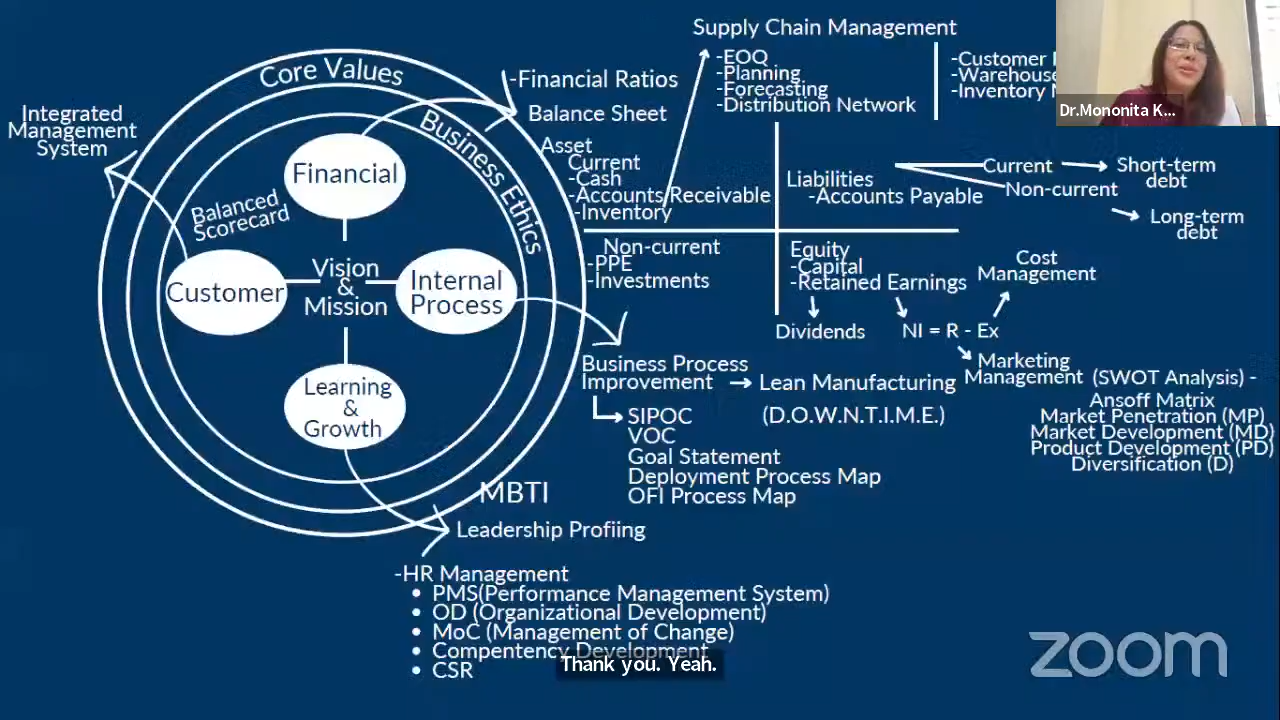 Supply Chain Management
-EOQ
-Planning
-Forecasting
-Distribution Network
-Customer
-Warehouse
-Inventory
Dr.Mononita K...
Core Values
Business Ethics
Integrated
Management
System
Balanced
Scorecard
Financial
Customer
Vision
&
Mission
Internal
Process
Learning
&
Growth
-Financial Ratios
Balance Sheet
Asset
Current
-Cash
-Accounts Receivable
-Inventory
Non-current
-PPE
-Investments
Liabilities
-Accounts Payable
Current
Short-term
debt
Non-current
Long-term
debt
Equity
-Capital
-Retained Earnings
Dividends
NI = R - Ex
Cost
Management
Marketing
Management (SWOT Analysis) -
Ansoff Matrix
Market Penetration (MP)
Market Development (MD)
Product Development (PD)
Diversification (D)
Business Process
Improvement
Lean Manufacturing
(D.O.W.N.T.I.M.E.)
SIPOC
VOC
Goal Statement
Deployment Process Map
OFI Process Map
MBTI
Leadership Profiing
-HR Management
• PMS(Performance Management System)
• OD (Organizational Development)
• MoC (Management of Change)
• Compentency Development
• CSR
Thank you. Yeah.
zoom